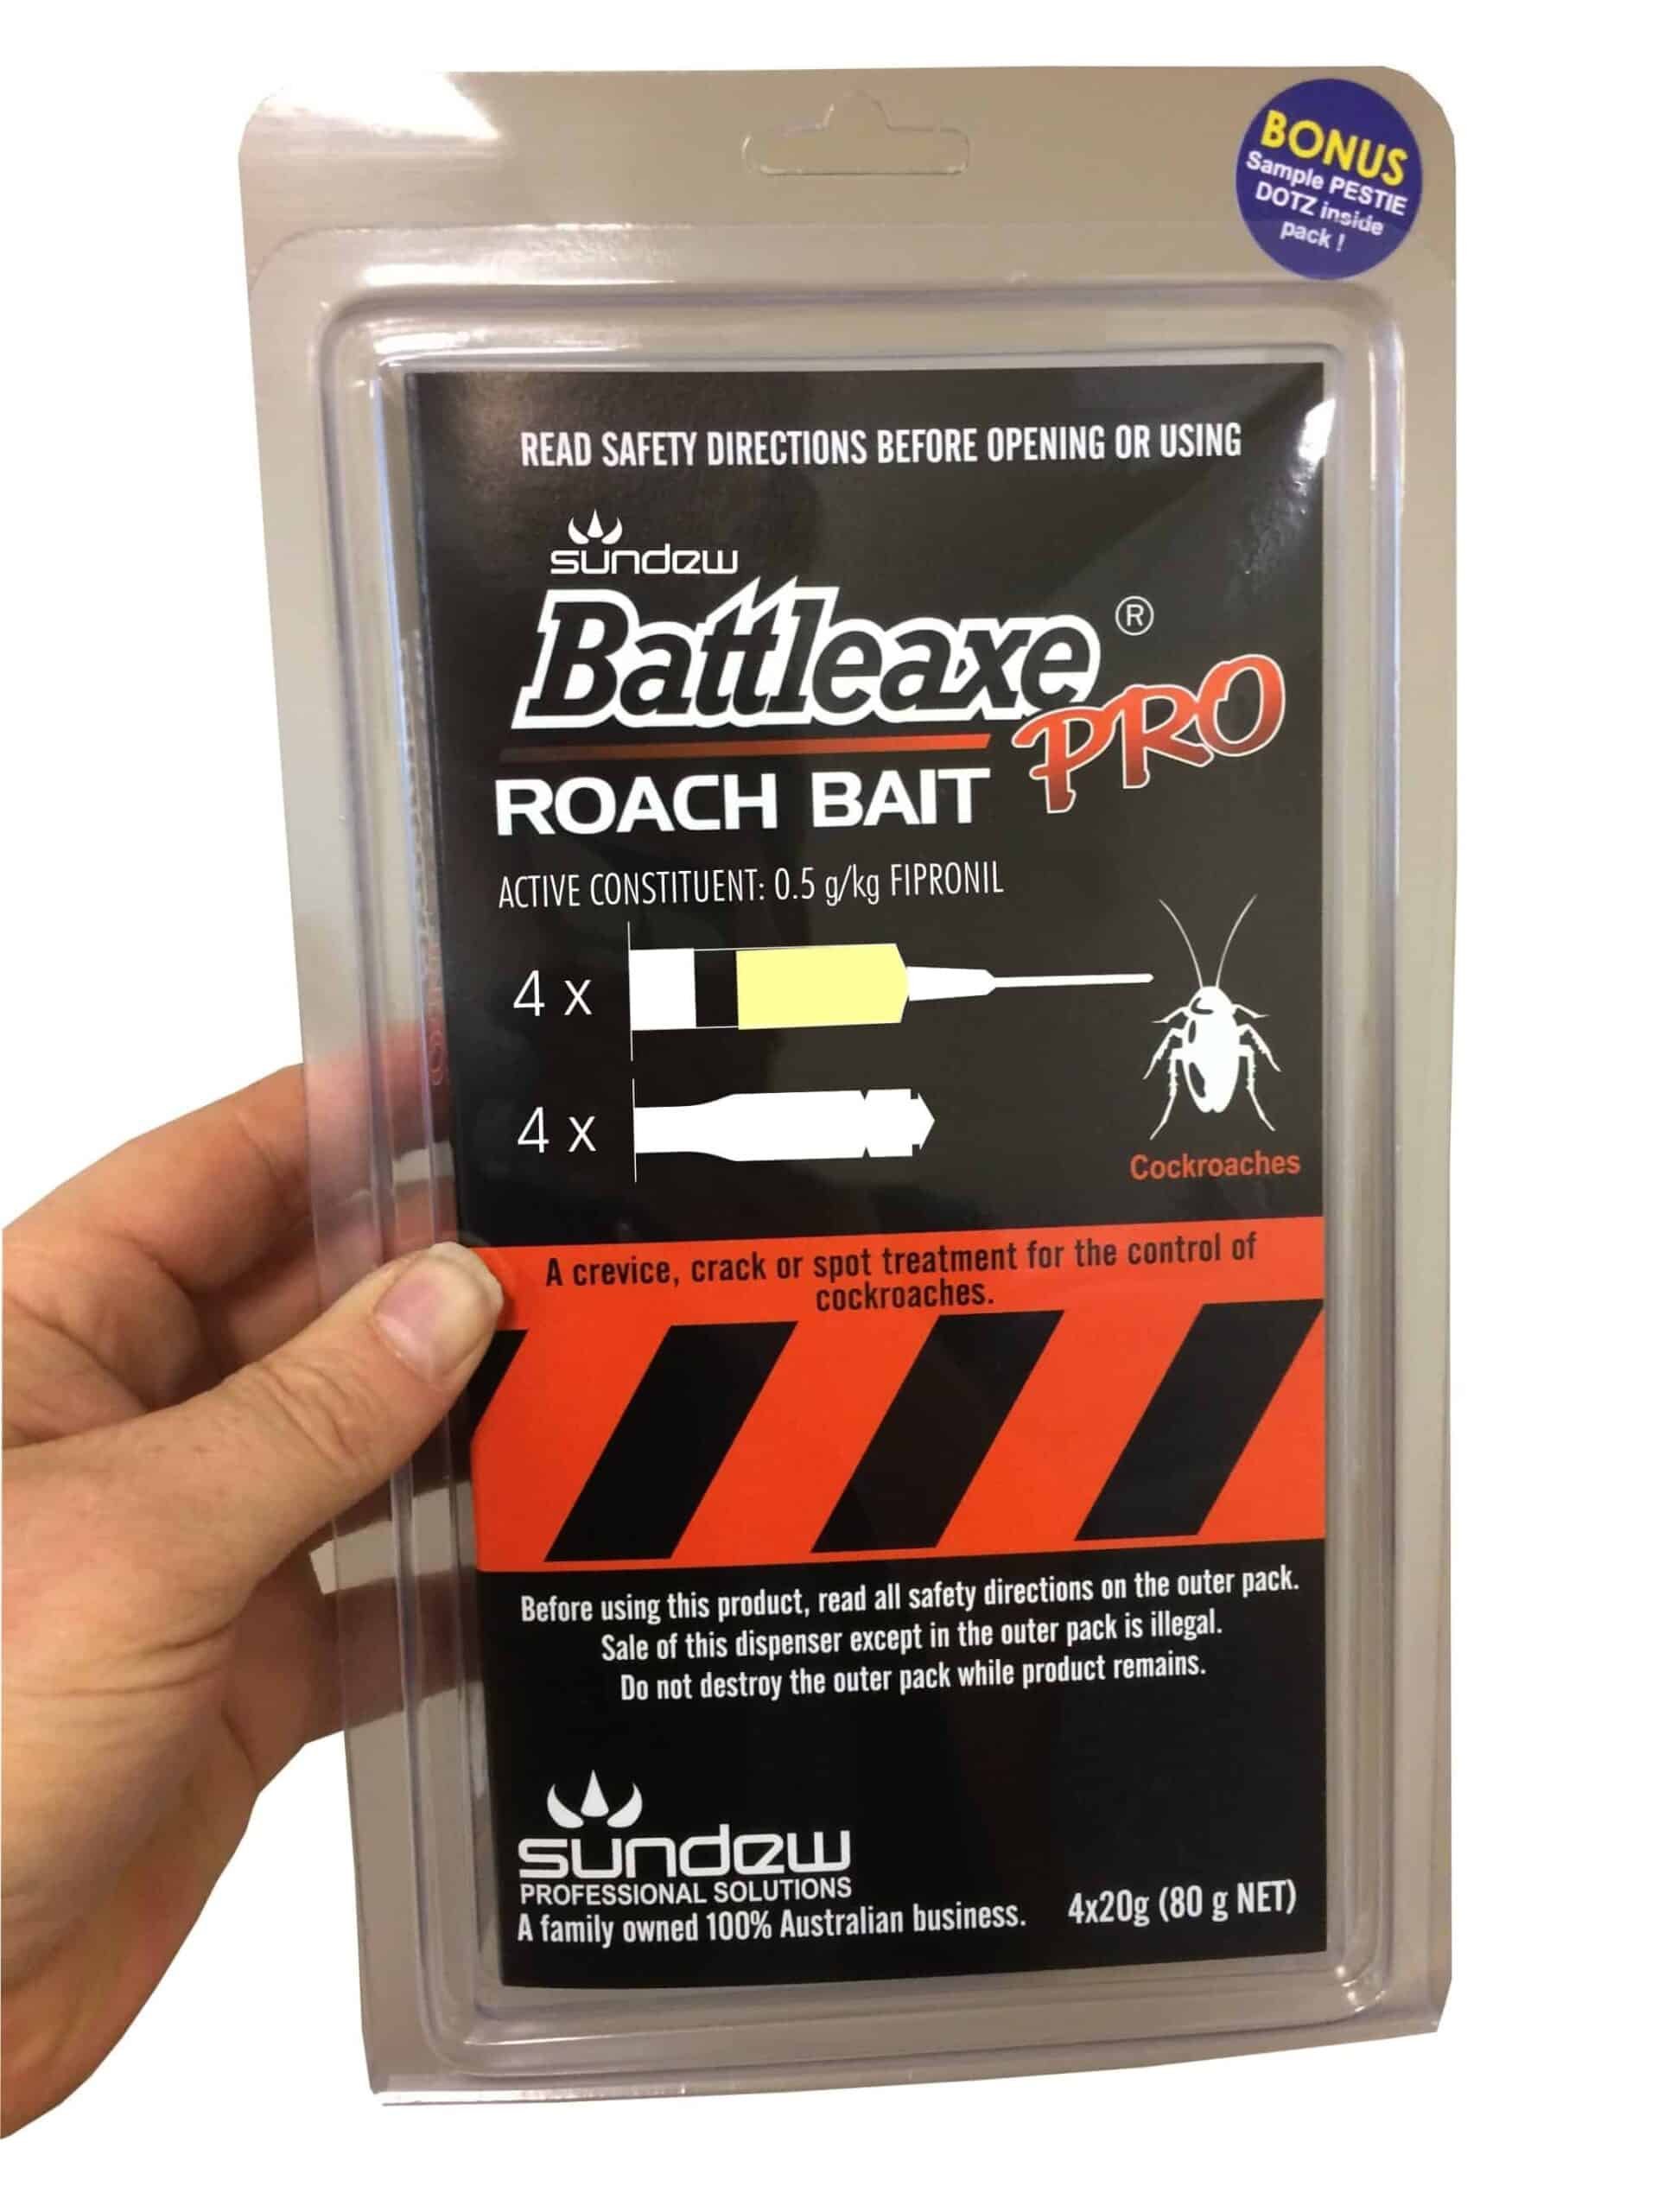 BONUS
Sample PESTIE
DOTZ inside
pack !
READ SAFETY DIRECTIONS BEFORE OPENING OR USING
sundew
Battleaxe ®
PRO
ROACH BAIT
ACTIVE CONSTITUENT: 0.5 g/kg FIPRONIL
4 x
4 x
Cockroaches
A crevice, crack or spot treatment for the control of
cockroaches.
Before using this product, read all safety directions on the outer pack.
Sale of this dispenser except in the outer pack is illegal.
Do not destroy the outer pack while product remains.
sundew
PROFESSIONAL SOLUTIONS
A family owned 100% Australian business. 4x20g (80 g NET)